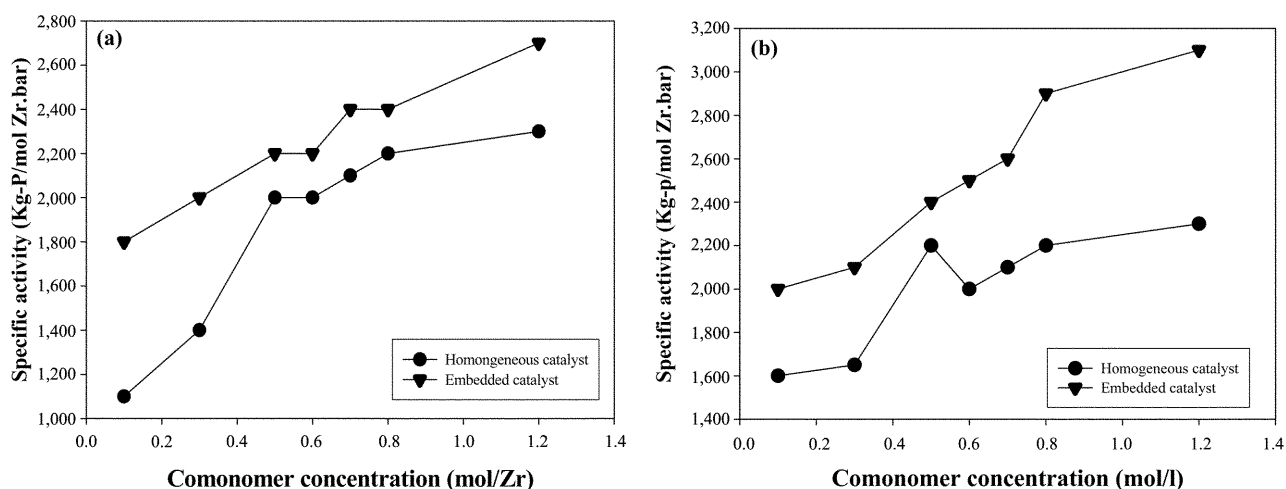 (a)
Specific activity (Kg-P/mol Zr.bar)
2,800
2,600
2,400
2,200
2,000
1,800
1,600
1,400
1,200
1,000
Homongeneous catalyst
Embedded catalyst
0.0 0.2 0.4 0.6 0.8 1.0 1.2 1.4
Comonomer concentration (mol/Zr)
(b)
Specific activity (Kg-p/mol Zr.bar)
3,200
3,000
2,800
2,600
2,400
2,200
2,000
1,800
1,600
1,400
Homogeneous catalyst
Embedded catalyst
0.0 0.2 0.4 0.6 0.8 1.0 1.2 1.4
Comonomer concentration (mol/l)